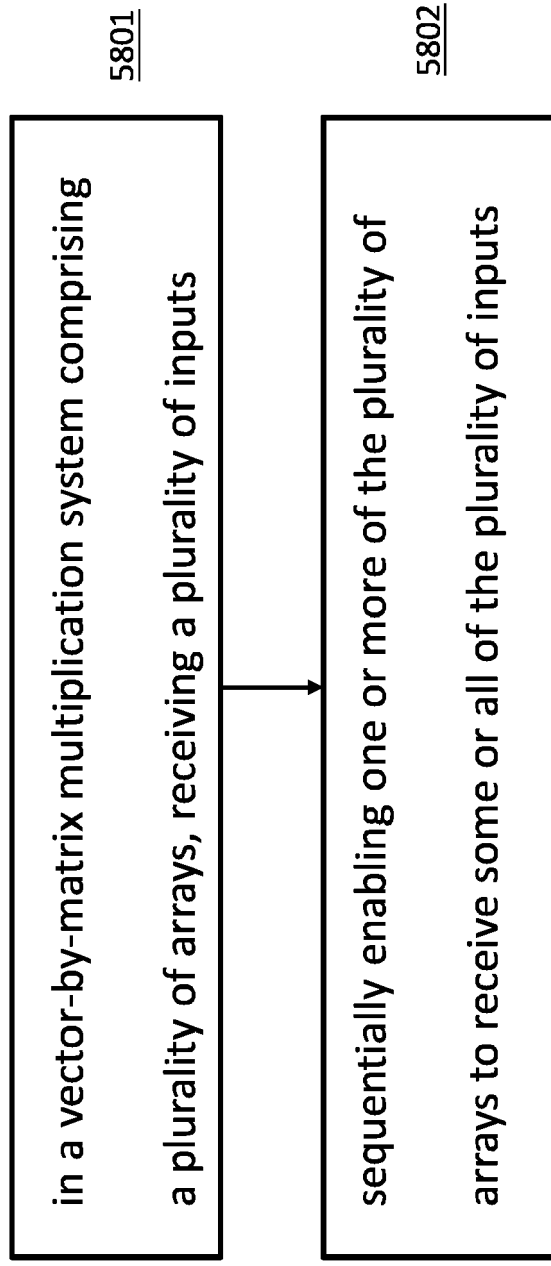 in a vector-by-matrix multiplication system comprising
a plurality of arrays, receiving a plurality of inputs
5801
sequentially enabling one or more of the plurality of
arrays to receive some or all of the plurality of inputs
5802